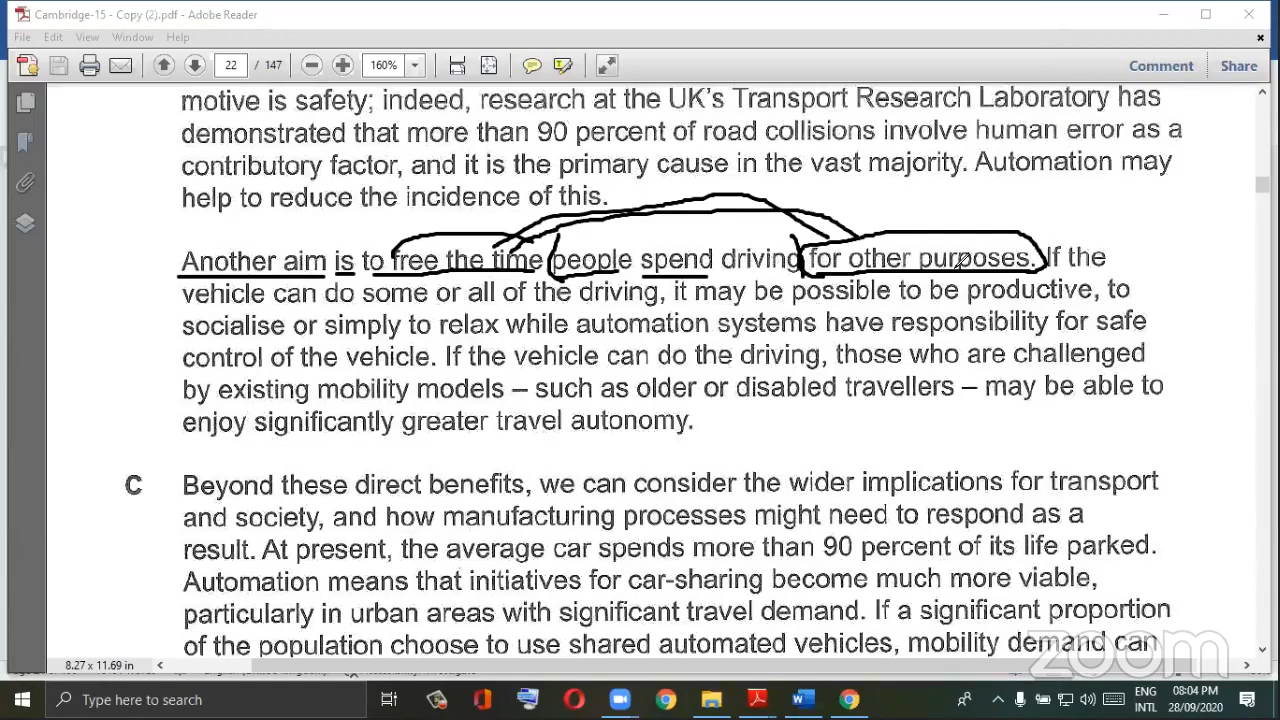 Cambridge-15 - Copy (2).pdf - Adobe Reader
File Edit View Window Help
22 / 147 160% Comment Share
motive is safety; indeed, research at the UK's Transport Research Laboratory has
demonstrated that more than 90 percent of road collisions involve human error as a
contributory factor, and it is the primary cause in the vast majority. Automation may
help to reduce the incidence of this.
Another aim is to free the time people spend driving for other purposes. If the
vehicle can do some or all of the driving, it may be possible to be productive, to
socialise or simply to relax while automation systems have responsibility for safe
control of the vehicle. If the vehicle can do the driving, those who are challenged
by existing mobility models – such as older or disabled travellers – may be able to
enjoy significantly greater travel autonomy.
C Beyond these direct benefits, we can consider the wider implications for transport
and society, and how manufacturing processes might need to respond as a
result. At present, the average car spends more than 90 percent of its life parked.
Automation means that initiatives for car-sharing become much more viable,
particularly in urban areas with significant travel demand. If a significant proportion
of the population choose to use shared automated vehicles, mobility demand can
zoom
8.27 x 11.69 in
Type here to search
ENG 08:04 PM
INTL 28/09/2020